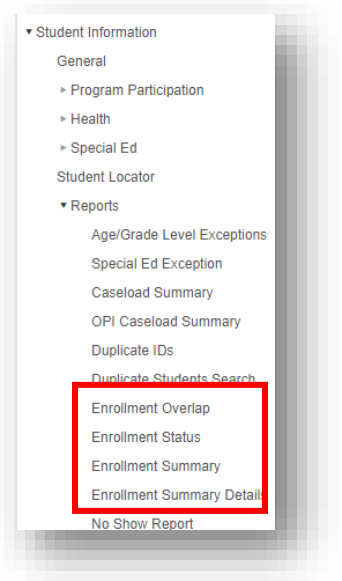 Student Information
General
Program Participation
Health
Special Ed
Student Locator
Reports
Age/Grade Level Exceptions
Special Ed Exception
Caseload Summary
OPI Caseload Summary
Duplicate IDs
Duplicate Students Search
Enrollment Overlap
Enrollment Status
Enrollment Summary
Enrollment Summary Details
No Show Report